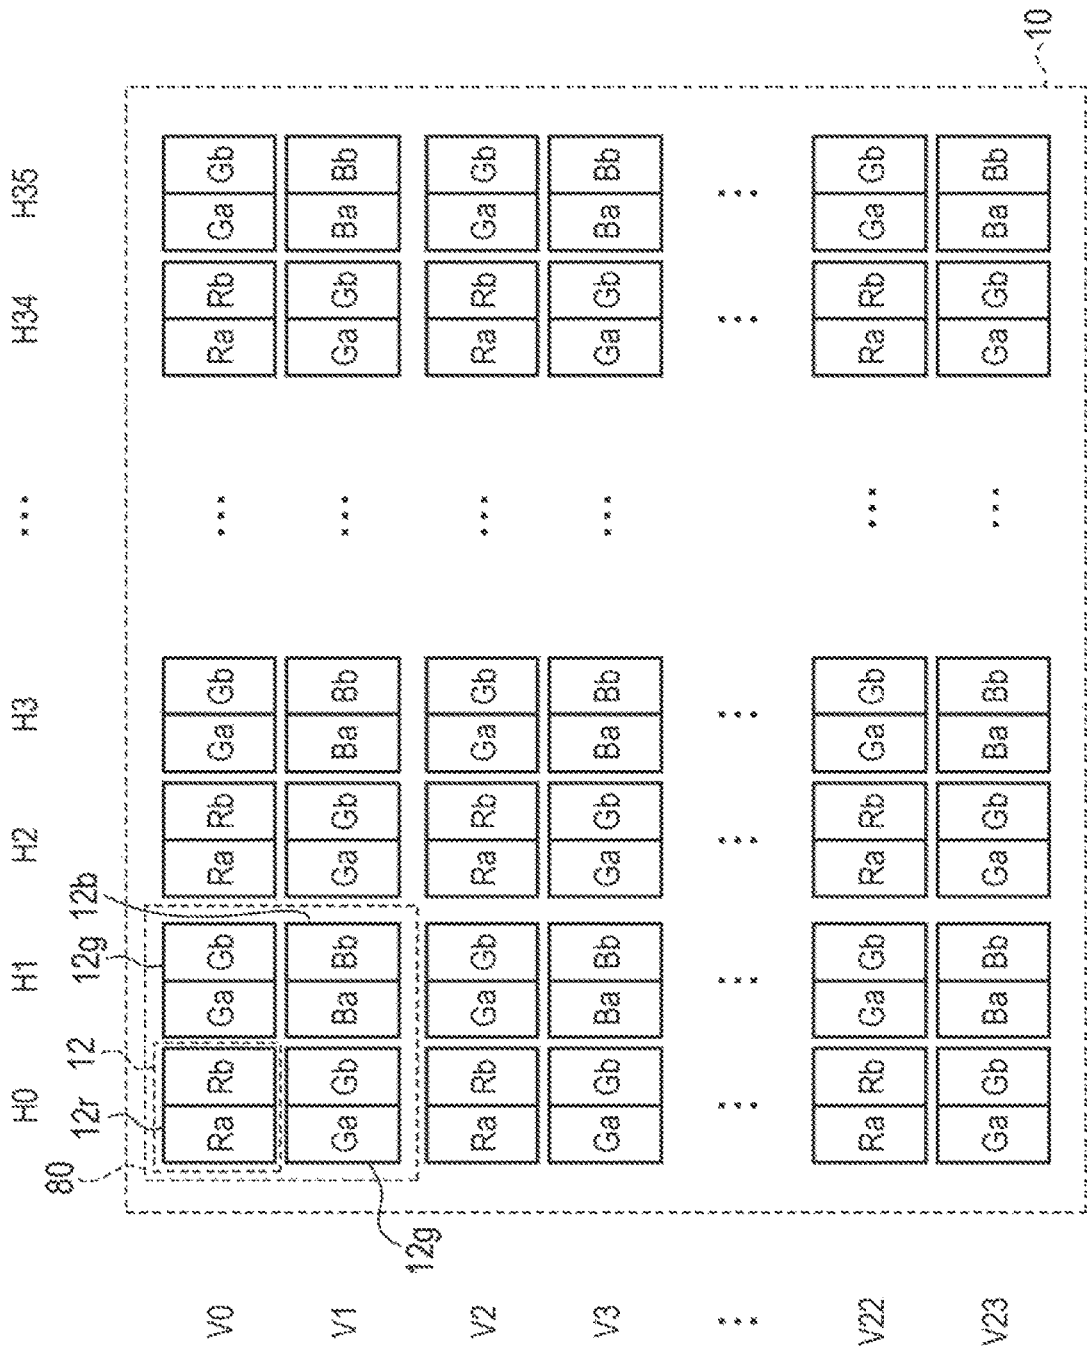 H0 H1 H2 H3 ... H34 H35
80 12r 12 12g 12b
10
V0 Ra Rb Ga Gb Ra Rb Ga Gb ... Ra Rb Ga Gb
V1 Ga Gb Ba Bb Ga Gb Ba Bb ... Ga Gb Ba Bb
12g
V2 Ra Rb Ga Gb Ra Rb Ga Gb ... Ra Rb Ga Gb
V3 Ga Gb Ba Bb Ga Gb Ba Bb ... Ga Gb Ba Bb
... ... ... ... ... ... ...
V22 Ra Rb Ga Gb Ra Rb Ga Gb ... Ra Rb Ga Gb
V23 Ga Gb Ba Bb Ga Gb Ba Bb ... Ga Gb Ba Bb